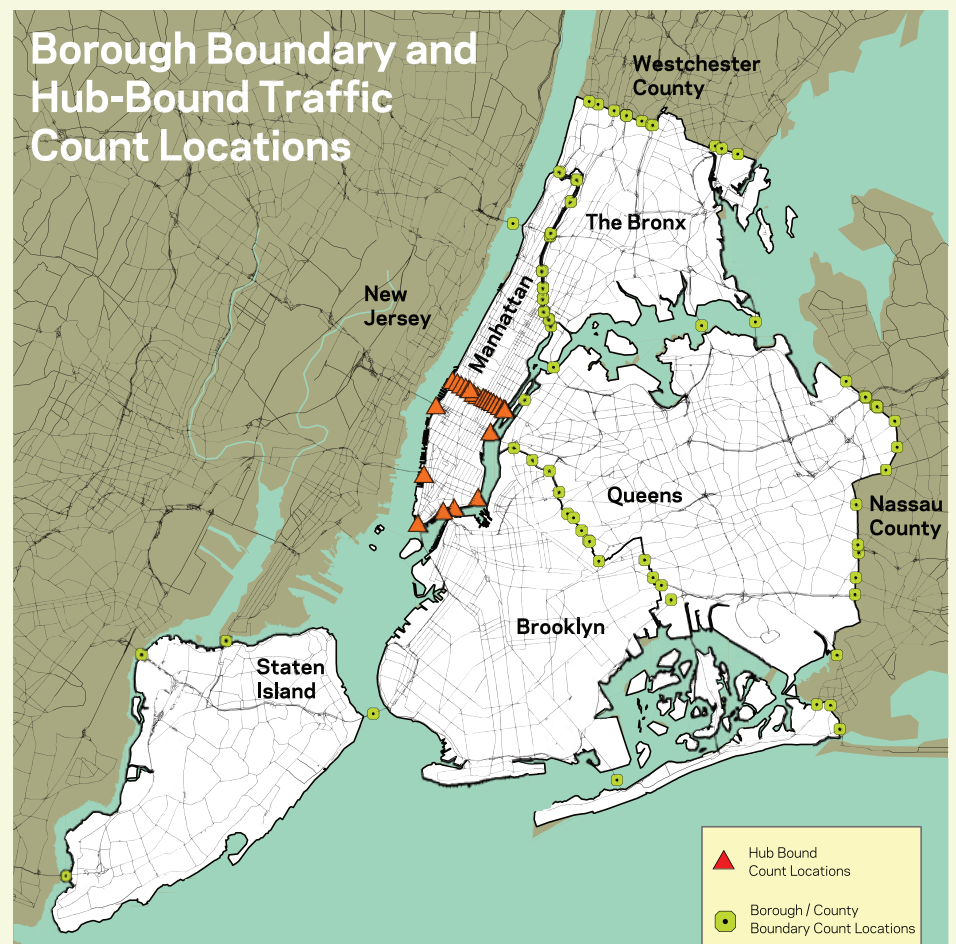 Borough Boundary and
Hub-Bound Traffic
Count Locations
Westchester
County
The Bronx
New
Jersey
Manhattan
Queens
Nassau
County
Brooklyn
Staten
Island
Hub Bound
Count Locations
Borough / County
Boundary Count Locations